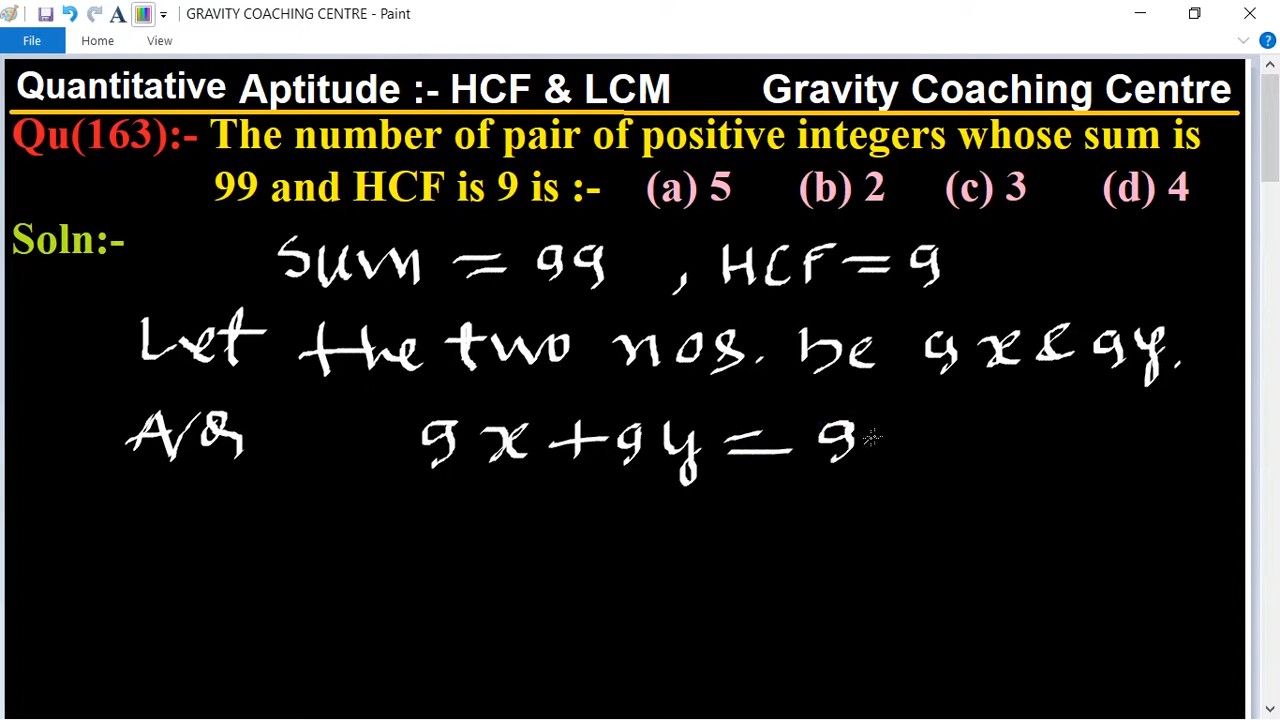 GRAVITY COACHING CENTRE - Paint
File Home View
Quantitative Aptitude :- HCF & LCM Gravity Coaching Centre
Qu(163):- The number of pair of positive integers whose sum is
99 and HCF is 9 is :- (a) 5 (b) 2 (c) 3 (d) 4
Soln:- Sum = 99 , HCF = 9
Let the two nos. be 9x & 9y.
A/Q 9x + 9y = 9